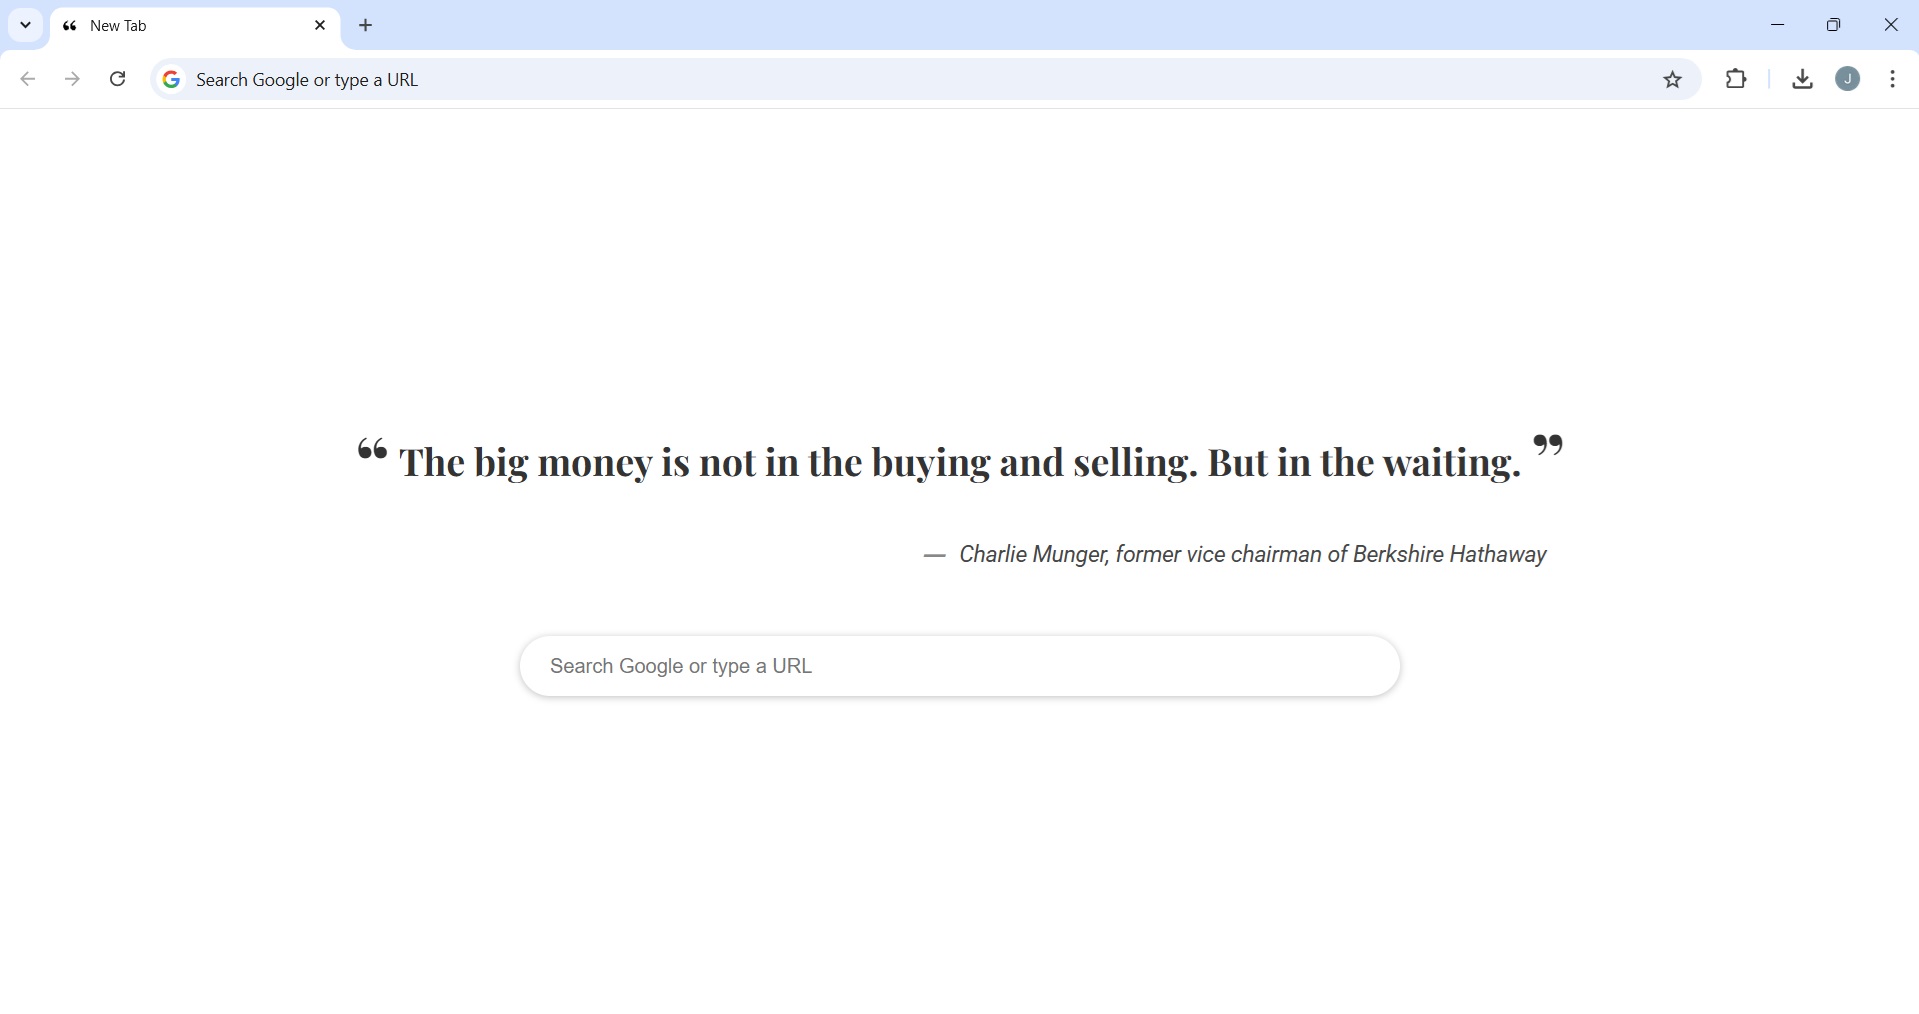 New Tab
Search Google or type a URL
J
“ The big money is not in the buying and selling. But in the waiting. ”
— Charlie Munger, former vice chairman of Berkshire Hathaway
Search Google or type a URL